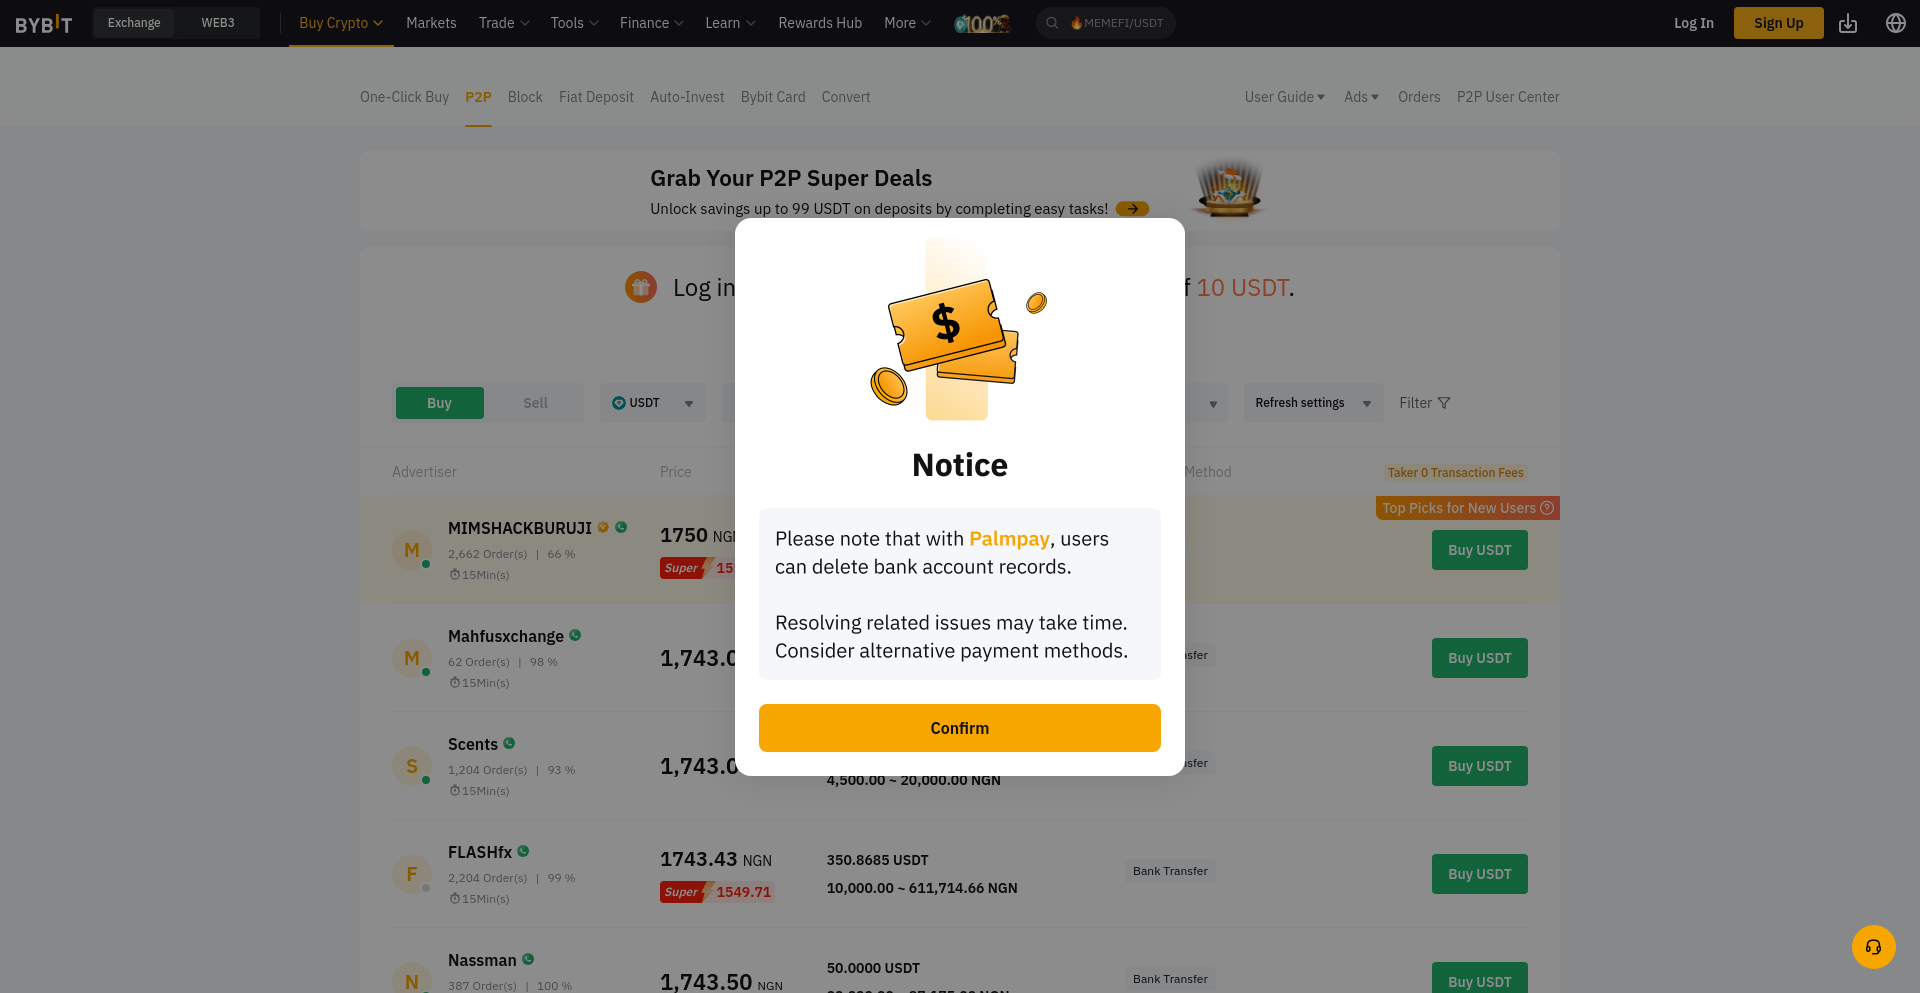 BYBIT
Exchange
WEB3
Buy Crypto
Markets
Trade
Tools
Finance
Learn
Rewards Hub
More
100%
MEMEFI/USDT
Log In
Sign Up
One-Click Buy
P2P
Block
Fiat Deposit
Auto-Invest
Bybit Card
Convert
User Guide
Ads
Orders
P2P User Center
Grab Your P2P Super Deals
Unlock savings up to 99 USDT on deposits by completing easy tasks!
Log in
10 USDT.
Buy
Sell
USDT
Refresh settings
Filter
Advertiser
Price
Method
Taker 0 Transaction Fees
Top Picks for New Users
M
MIMSHACKBURUJI
2,662 Order(s) | 66 %
15Min(s)
1750 NGN
Super
Buy USDT
M
Mahfusxchange
62 Order(s) | 98 %
15Min(s)
1,743.0
Buy USDT
S
Scents
1,204 Order(s) | 93 %
15Min(s)
1,743.0
4,500.00 ~ 20,000.00 NGN
Buy USDT
F
FLASHfx
2,204 Order(s) | 99 %
15Min(s)
1743.43 NGN
Super 1549.71
350.8685 USDT
10,000.00 ~ 611,714.66 NGN
Bank Transfer
Buy USDT
N
Nassman
387 Order(s) | 100 %
1,743.50 NGN
50.0000 USDT
Bank Transfer
Buy USDT
$
Notice
Please note that with Palmpay, users
can delete bank account records.
Resolving related issues may take time.
Consider alternative payment methods.
Confirm